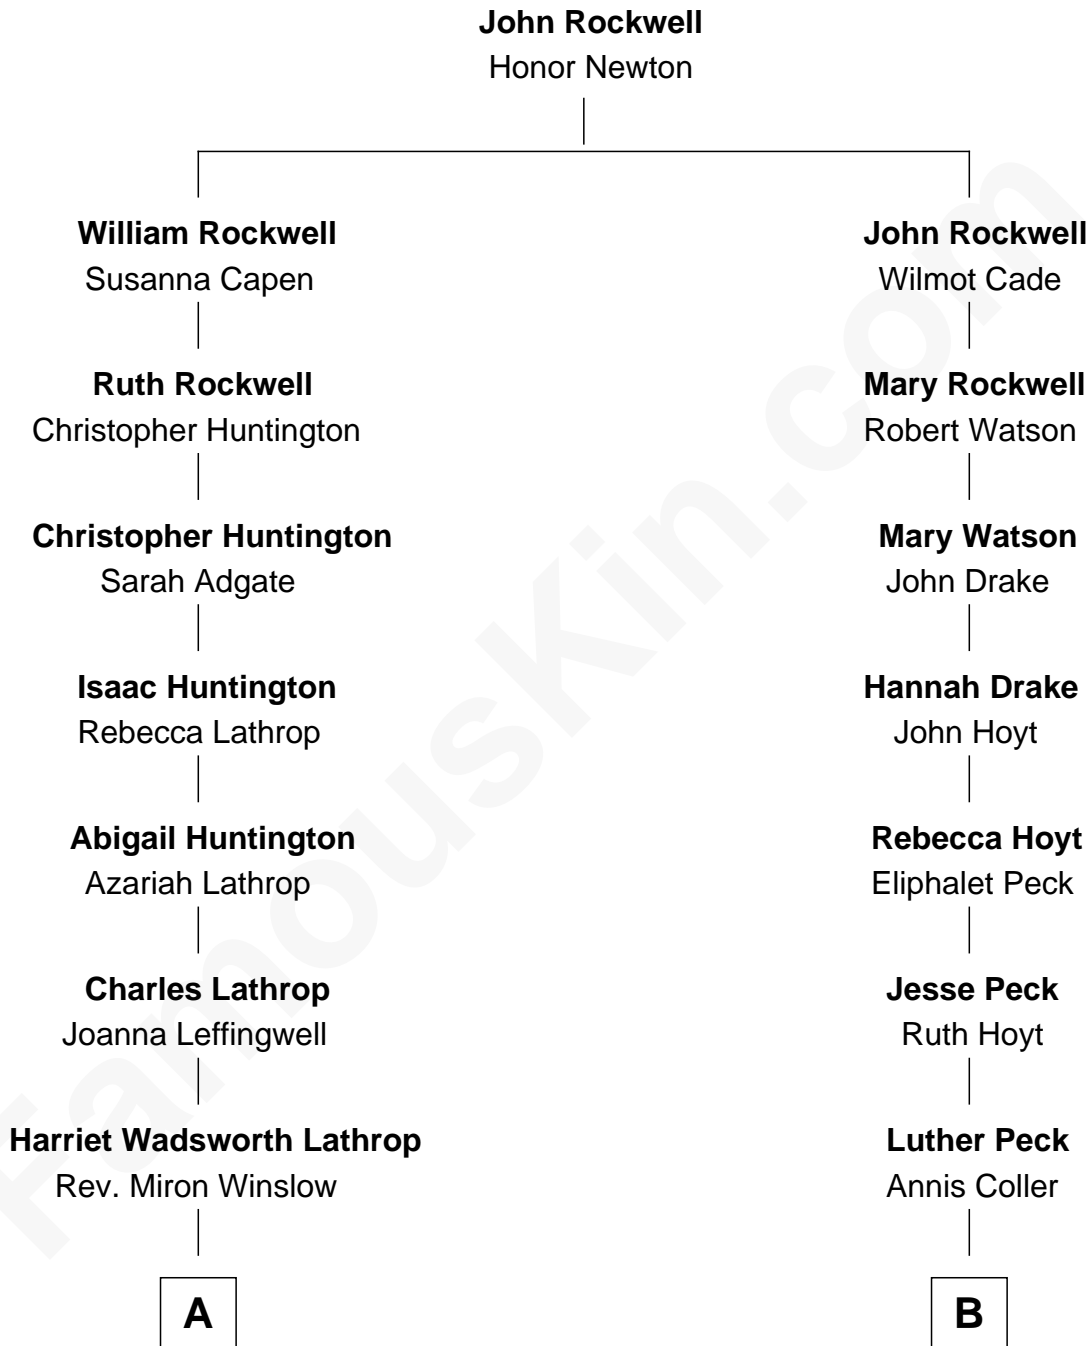 John Rockwell
Honor Newton
William Rockwell
Susanna Capen
John Rockwell
Wilmot Cade
Ruth Rockwell
Christopher Huntington
Mary Rockwell
Robert Watson
Christopher Huntington
Sarah Adgate
Mary Watson
John Drake
Isaac Huntington
Rebecca Lathrop
Hannah Drake
John Hoyt
Abigail Huntington
Azariah Lathrop
Rebecca Hoyt
Eliphalet Peck
Charles Lathrop
Joanna Leffingwell
Jesse Peck
Ruth Hoyt
Harriet Wadsworth Lathrop
Rev. Miron Winslow
Luther Peck
Annis Coller
A
B
FamousKin.com